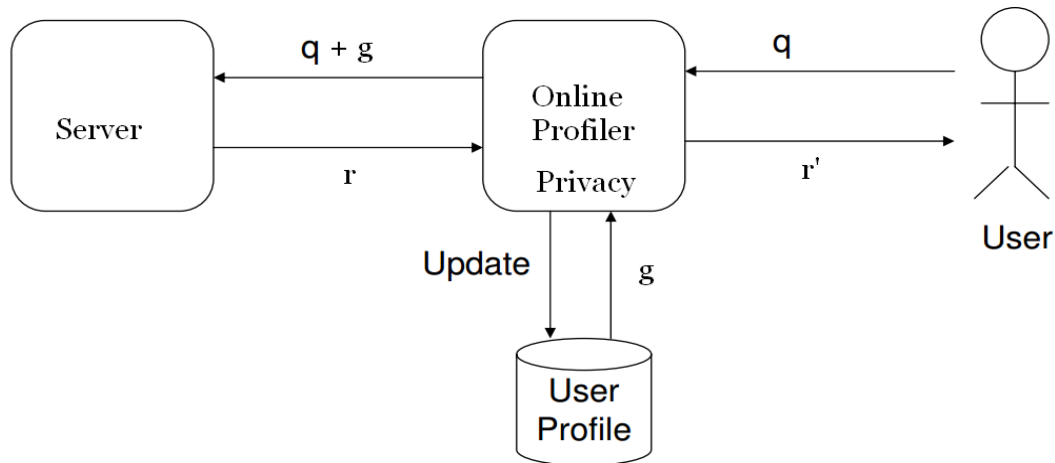 q + g
q
Server
Online
Profiler
Privacy
r
r'
User
Update
g
User
Profile